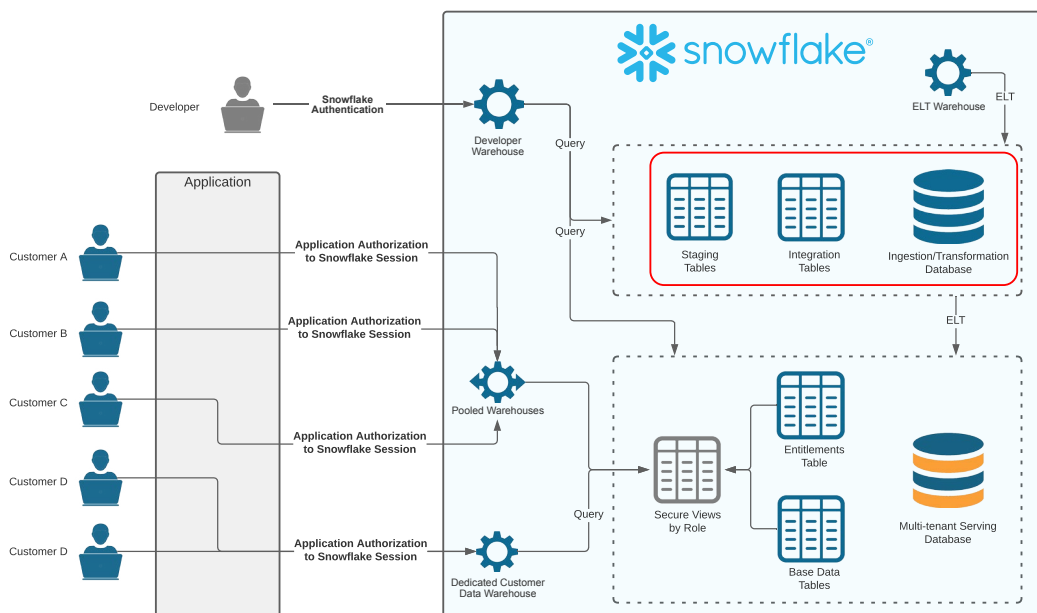 snowflake®
Developer
Snowflake
Authentication
Developer
Warehouse
ELT Warehouse
ELT
Query
Query
Application
Staging
Tables
Integration
Tables
Ingestion/Transformation
Database
Customer A
Application Authorization
to Snowflake Session
Customer B
Application Authorization
to Snowflake Session
ELT
Customer C
Pooled Warehouses
Application Authorization
to Snowflake Session
Entitlements
Table
Customer D
Query
Secure Views
by Role
Multi-tenant Serving
Database
Customer D
Application Authorization
to Snowflake Session
Dedicated Customer
Data Warehouse
Base Data
Tables